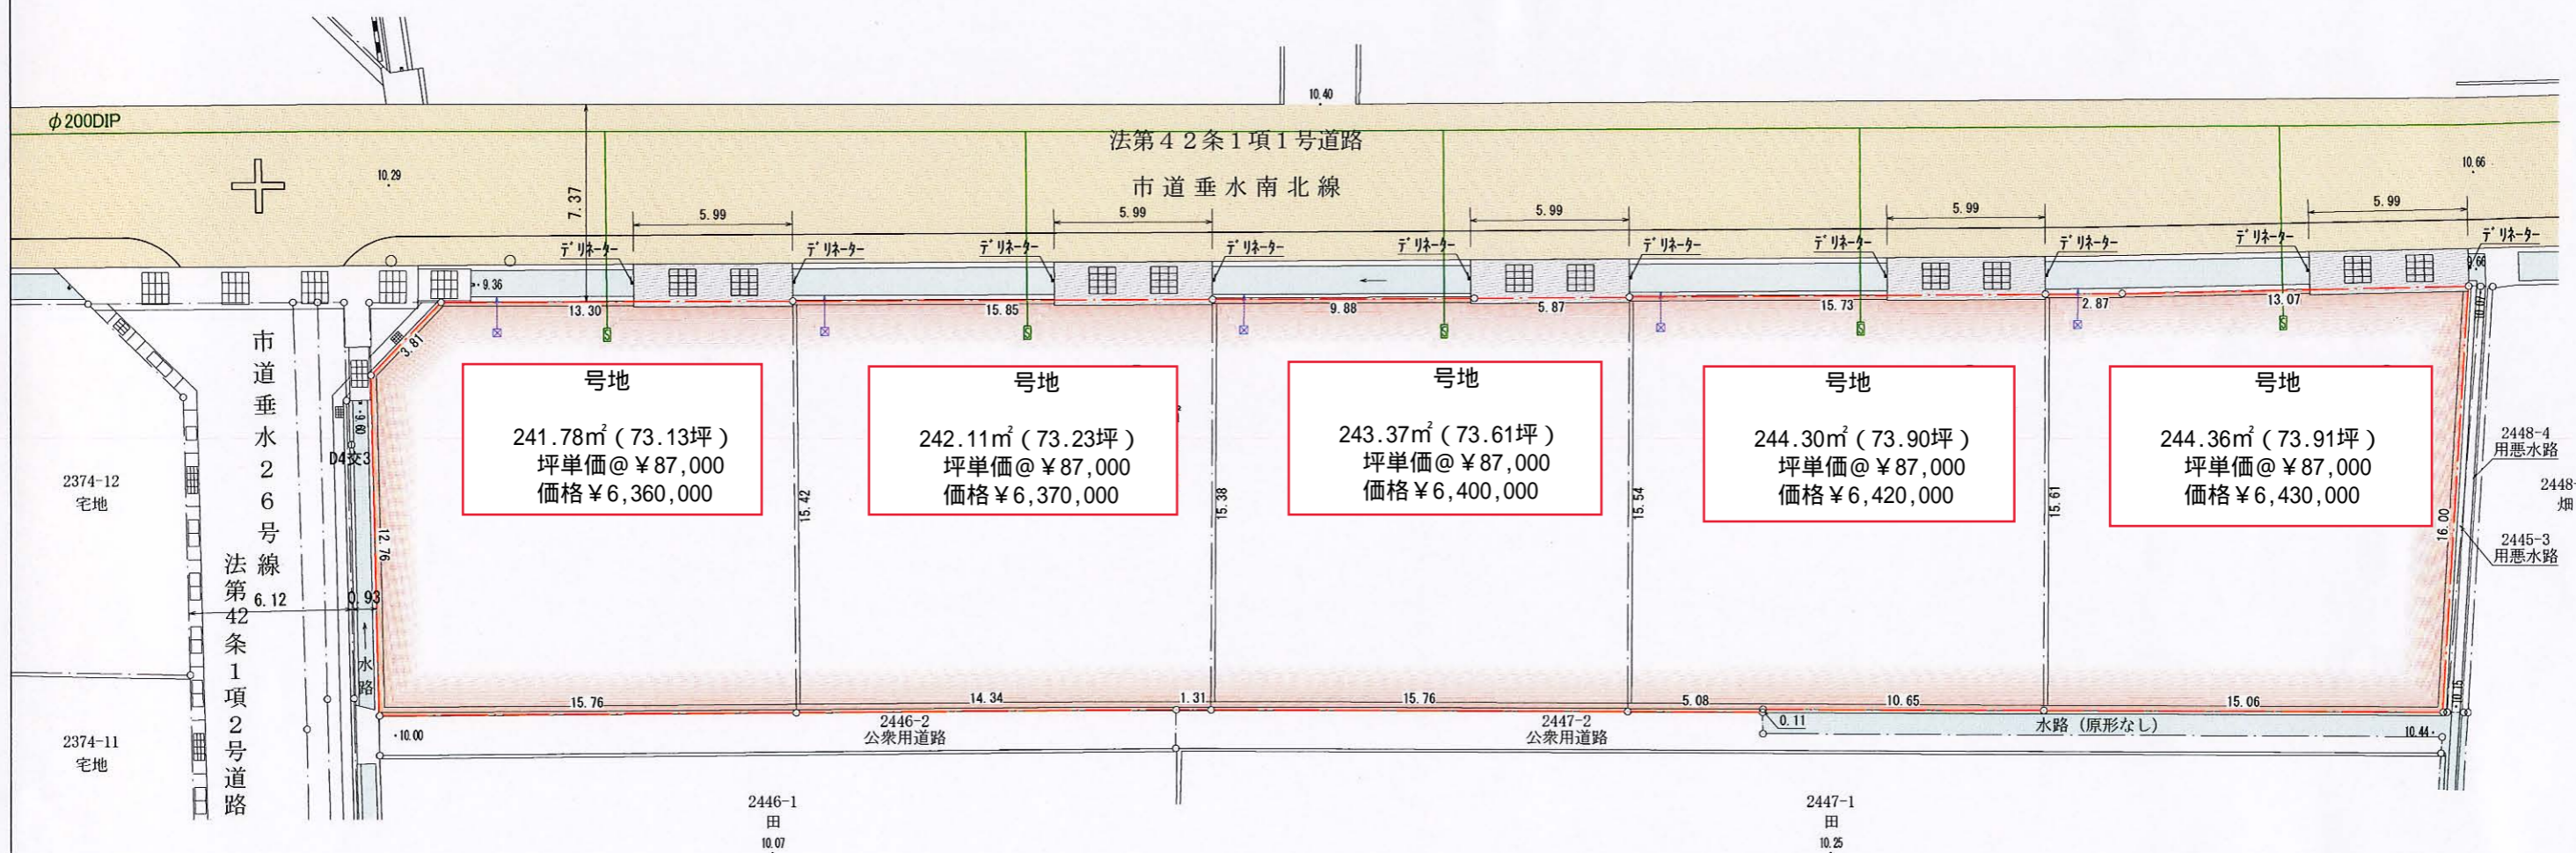 10.40
φ200DIP
法第42条1項1号道路
10.29
10.66
市道垂水南北線
7.37
5.99
5.99
5.99
5.99
5.99
デリネーター
デリネーター
デリネーター
デリネーター
デリネーター
デリネーター
デリネーター
デリネーター
デリネーター
デリネーター
9.36
9.66
13.30
15.85
9.88
5.87
15.73
2.87
13.07
10.07
3.81
市道垂水26号線
法第42条1項2号道路
号地
241.78㎡（73.13坪）
坪単価@￥87,000
価格￥6,360,000
号地
242.11㎡（73.23坪）
坪単価@￥87,000
価格￥6,370,000
号地
243.37㎡（73.61坪）
坪単価@￥87,000
価格￥6,400,000
号地
244.30㎡（73.90坪）
坪単価@￥87,000
価格￥6,420,000
号地
244.36㎡（73.91坪）
坪単価@￥87,000
価格￥6,430,000
D4交3
2374-12
宅地
12.76
15.42
15.38
15.54
15.61
16.00
2448-4
用悪水路
2448-
畑
2445-3
用悪水路
6.12
0.93
水路
15.76
14.34
1.31
15.76
5.08
10.65
15.06
10.15
2374-11
宅地
10.00
2446-2
公衆用道路
2447-2
公衆用道路
0.11
水路（原形なし）
10.44
2446-1
田
10.07
2447-1
田
10.25